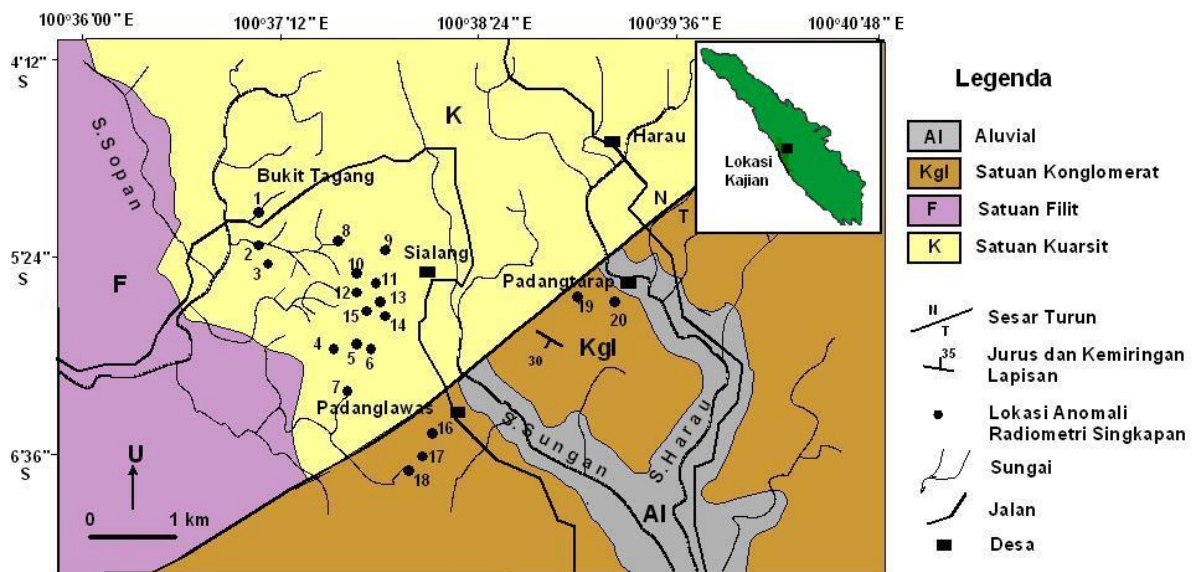 100°36'00" E
100°37'12" E
100°38'24" E
100°39'36" E
100°40'48" E
4'12"
S
5'24"
S
6'36"
S
S.Sopan
K
Harau
Bukit Tagang
1
2
3
8
9
10
11
12
13
14
15
4
5
6
7
Sialang
N
T
Padangtarap
19
20
30
Kgl
F
Padanglawas
16
17
18
S.Sungan
S.Harau
Al
U
0
1 km
Lokasi
Kajian
Legenda
Al
Aluvial
Kgl
Satuan Konglomerat
F
Satuan Filit
K
Satuan Kuarsit
N
T
Sesar Turun
35
Jurus dan Kemiringan
Lapisan
Lokasi Anomali
Radiometri Singkapan
Sungai
Jalan
Desa